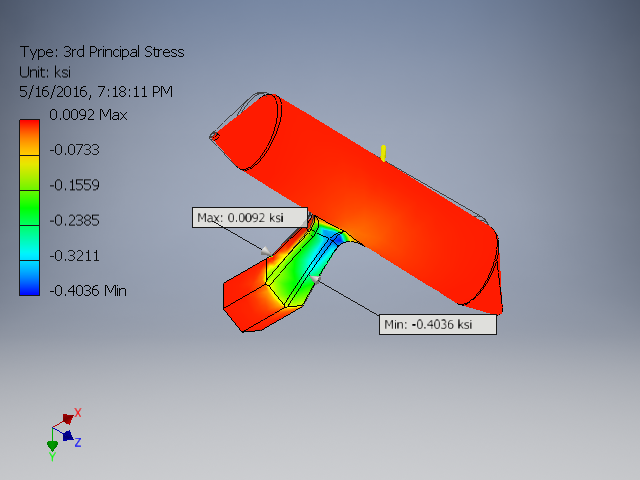 Type: 3rd Principal Stress
Unit: ksi
5/16/2016, 7:18:11 PM
0.0092 Max
-0.0733
-0.1559
-0.2385
-0.3211
-0.4036 Min
Max: 0.0092 ksi
Min: -0.4036 ksi
X
Z
Y